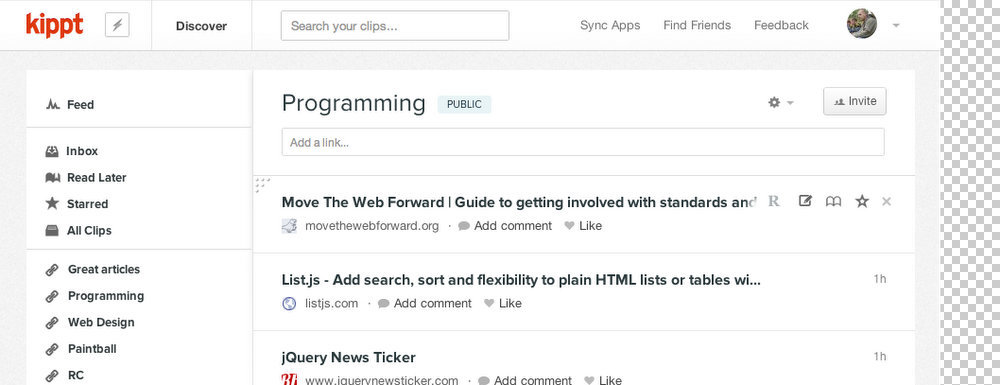 kippt
Discover
Search your clips...
Sync Apps
Find Friends
Feedback
Feed
Inbox
Read Later
Starred
All Clips
Great articles
Programming
Web Design
Paintball
RC
Programming PUBLIC
Invite
Add a link...
Move The Web Forward | Guide to getting involved with standards and R
movethewebforward.org · Add comment Like
List.js - Add search, sort and flexibility to plain HTML lists or tables wi... 1h
listjs.com · Add comment Like
jQuery News Ticker 1h
www.jquerynewsticker.com · Add comment Like